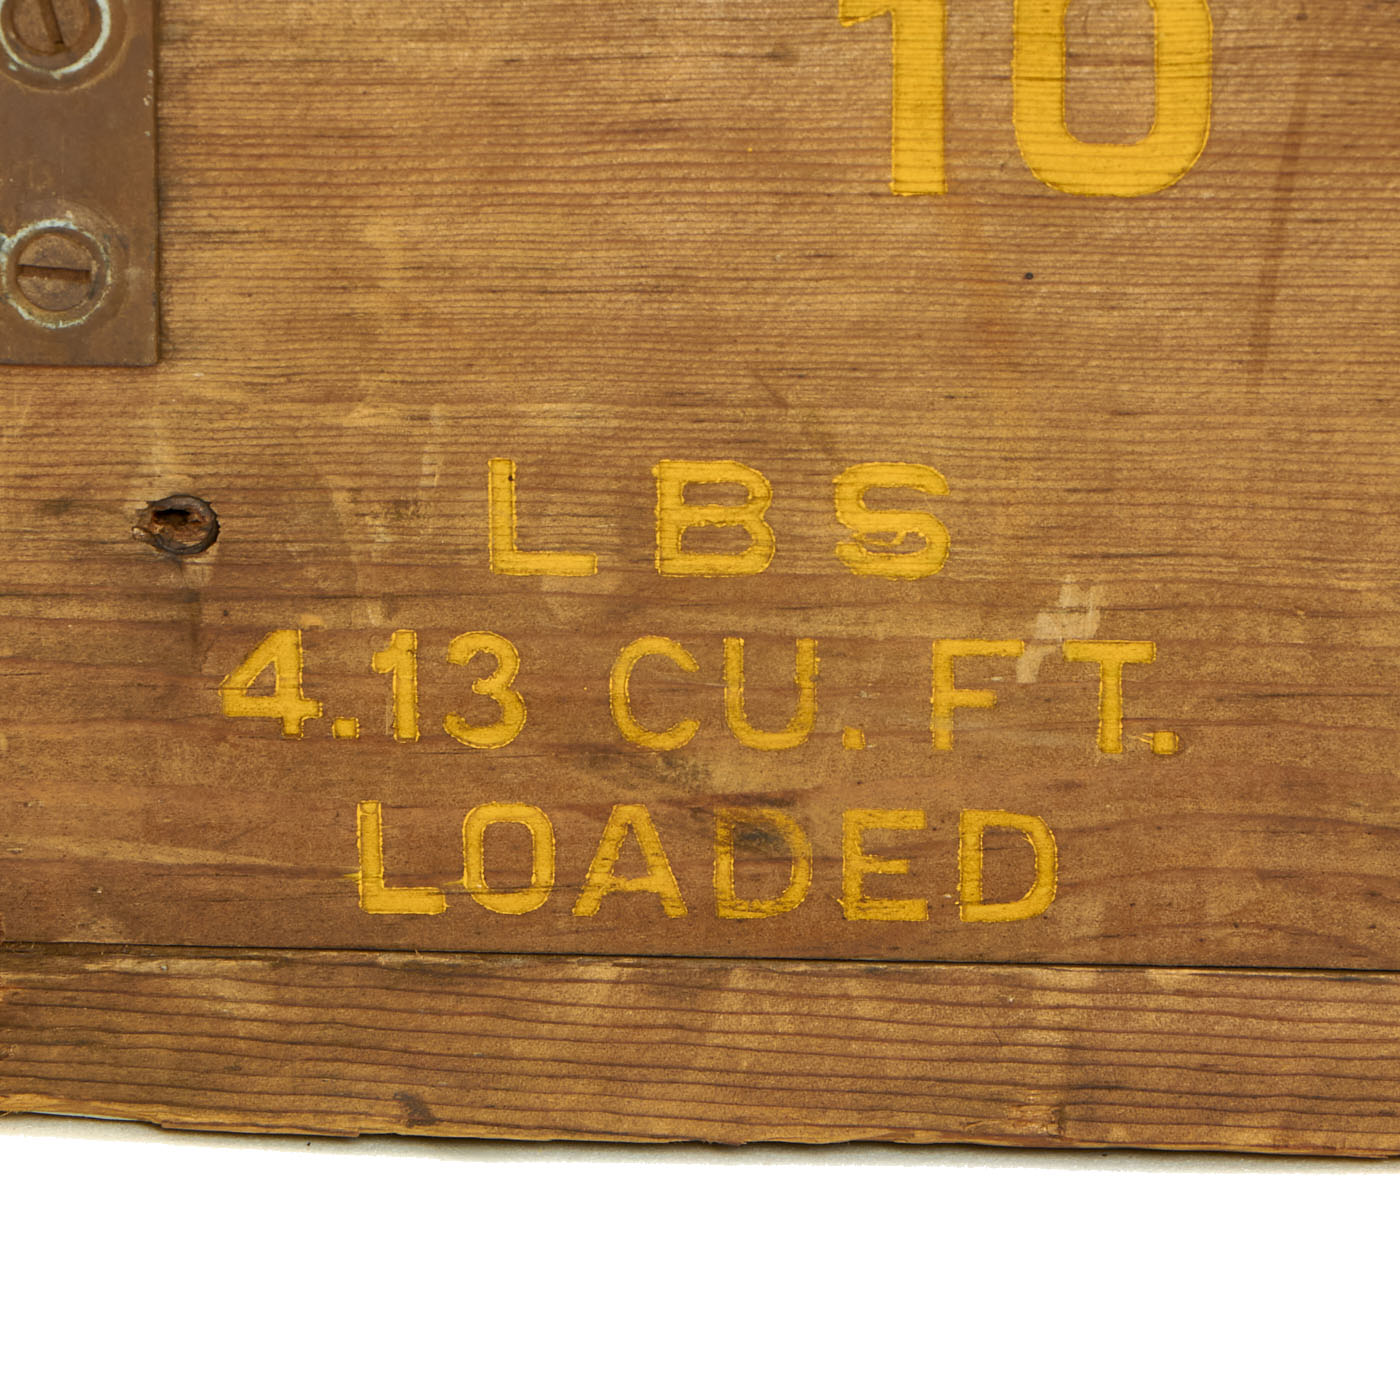 10
LBS
4.13 CU. FT.
LOADED